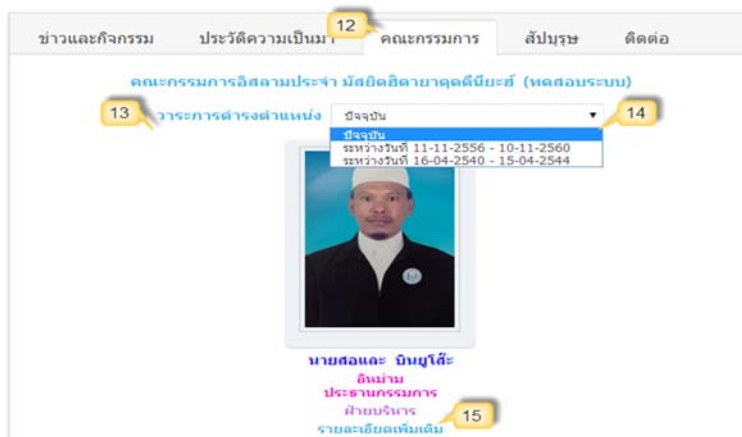 12
ข่าวและกิจกรรม ประวัติความเป็นมา คณะกรรมการ สัปบุรุษ ติดต่อ
คณะกรรมการอิสลามประจำ มัสยิดฮิดายาตุดดีนียะฮ์ (ทดสอบระบบ)
13 วาระการดำรงตำแหน่ง ปัจจุบัน 14
ปัจจุบัน
ระหว่างวันที่ 11-11-2556 - 10-11-2560
ระหว่างวันที่ 16-04-2540 - 15-04-2544
นายสอและ บินยูโส๊ะ
อิหม่าม
ประธานกรรมการ
ฝ่ายบริหาร
รายละเอียดเพิ่มเติม 15